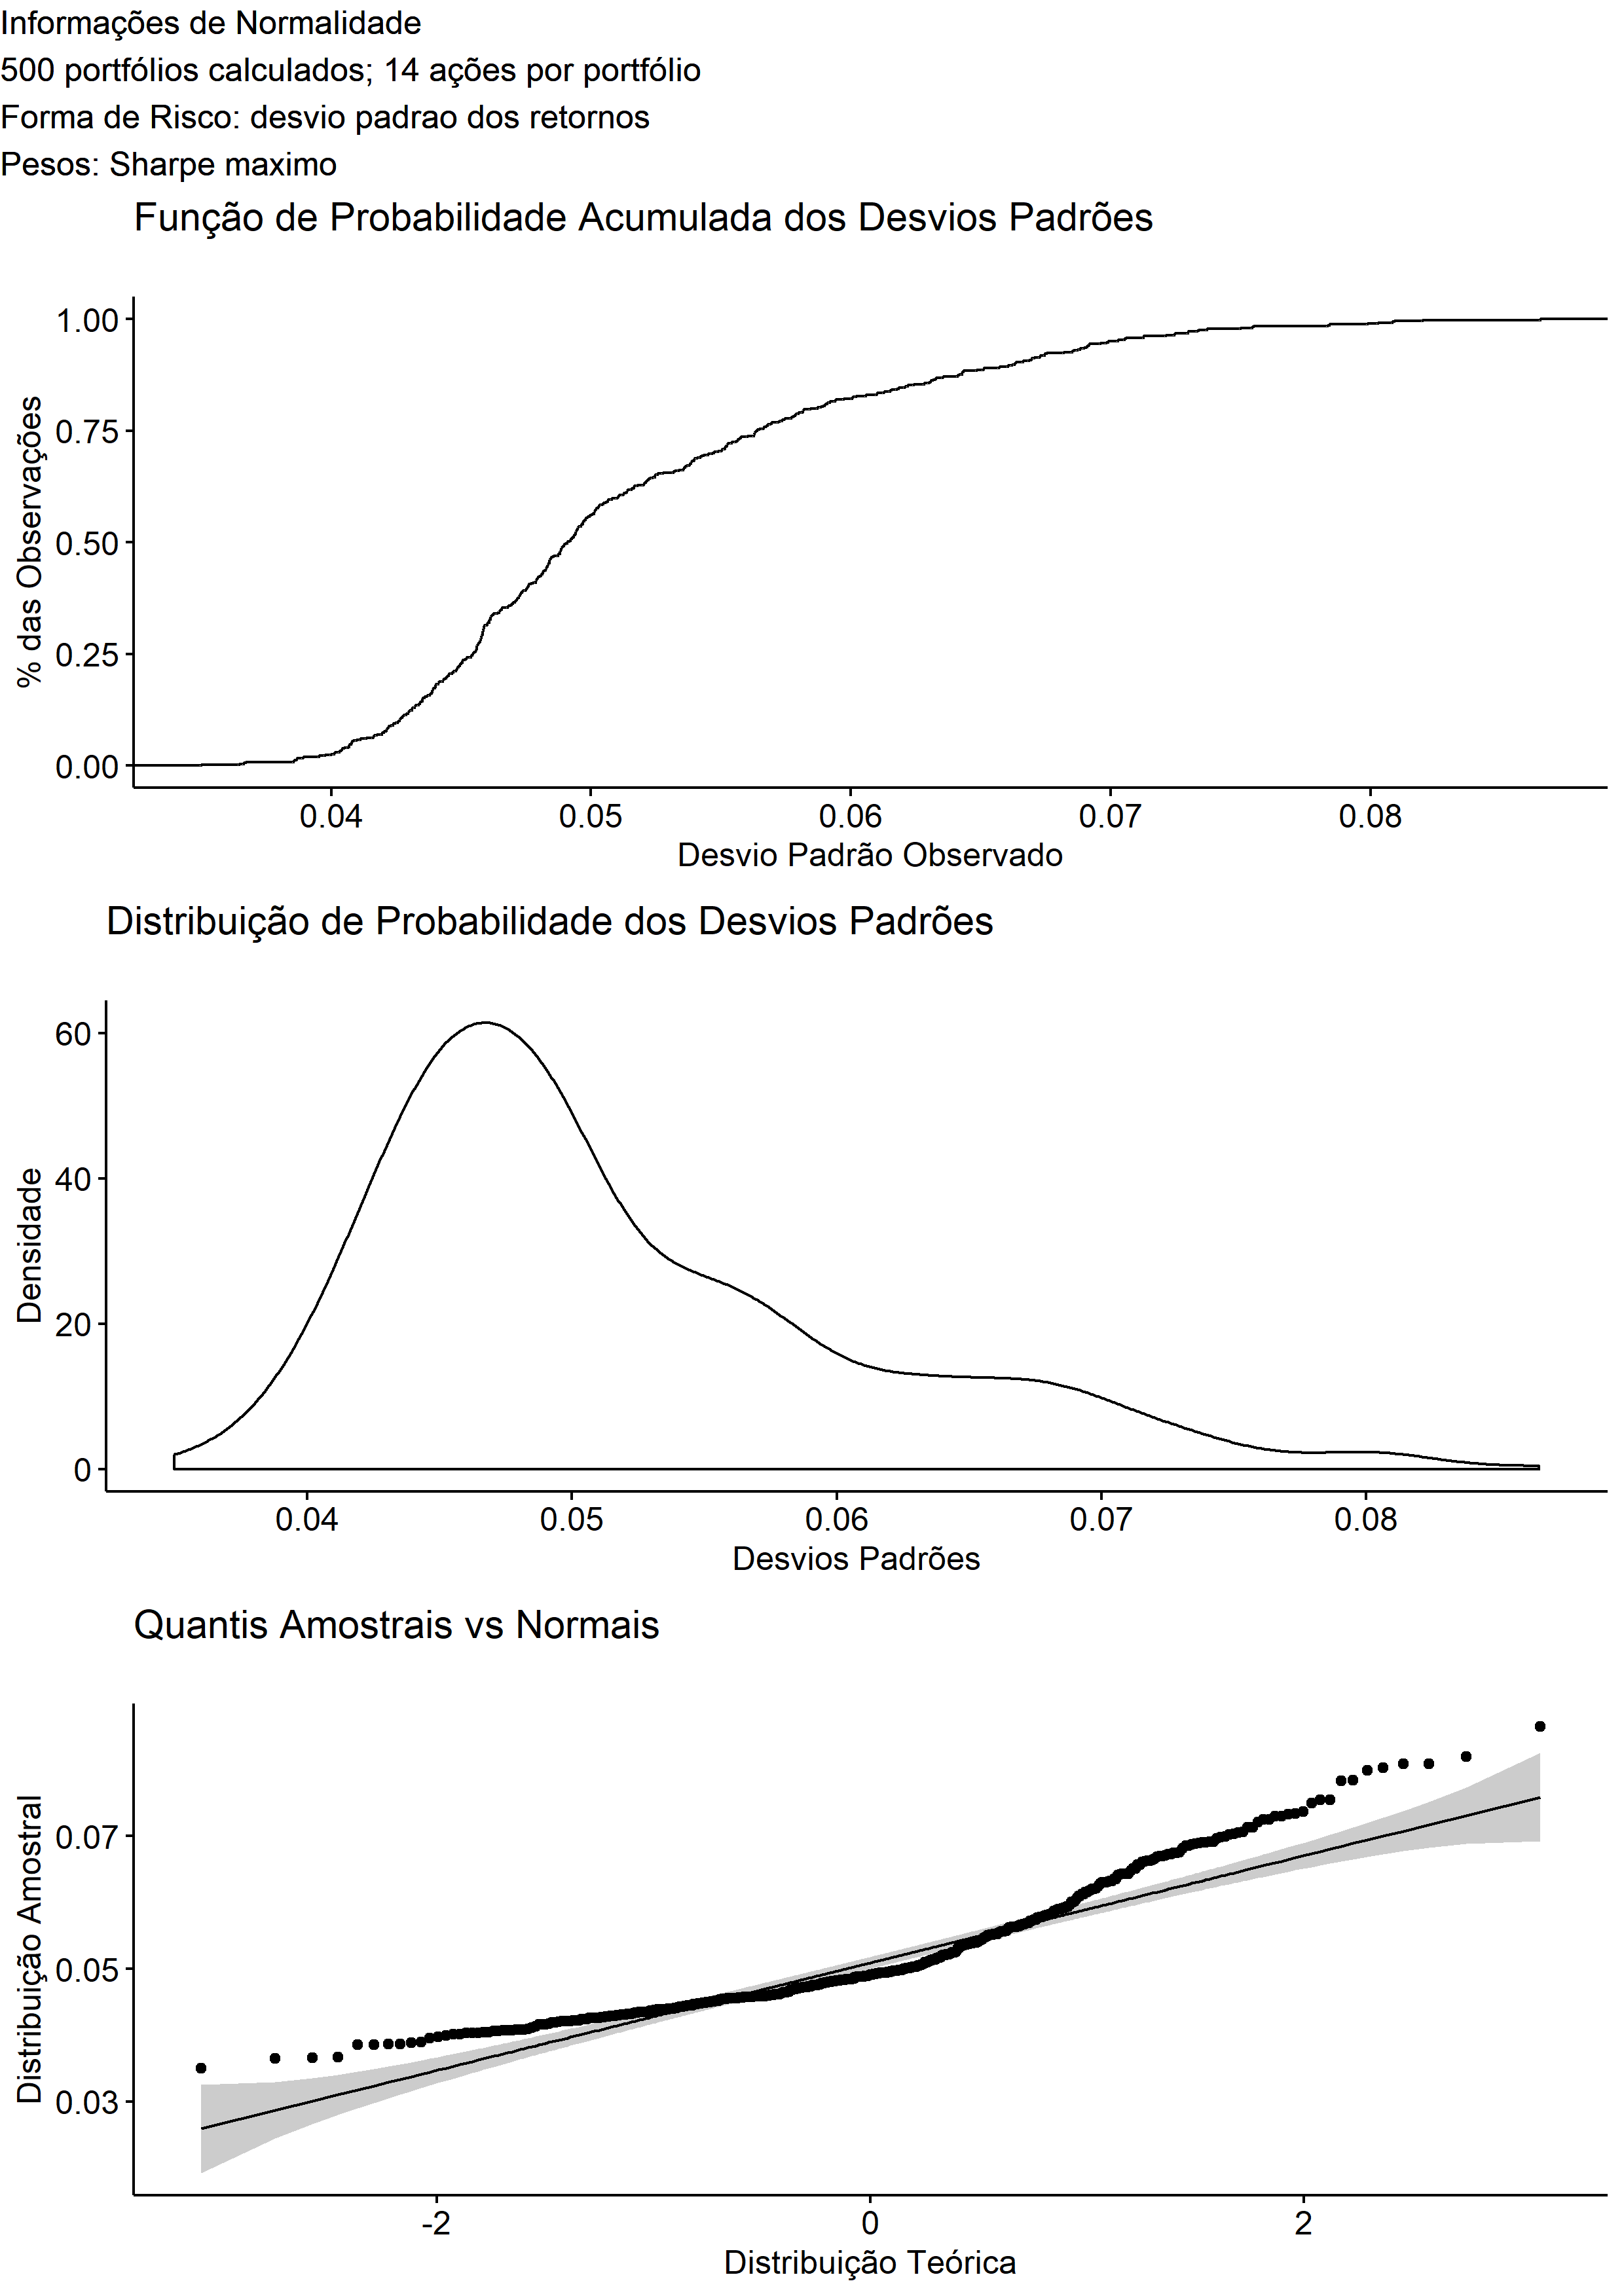 Informações de Normalidade
500 portfólios calculados; 14 ações por portfólio
Forma de Risco: desvio padrao dos retornos
Pesos: Sharpe maximo
Função de Probabilidade Acumulada dos Desvios Padrões
% das Observações
1.00
0.75
0.50
0.25
0.00
0.04 0.05 0.06 0.07 0.08
Desvio Padrão Observado
Distribuição de Probabilidade dos Desvios Padrões
Densidade
60
40
20
0
0.04 0.05 0.06 0.07 0.08
Desvios Padrões
Quantis Amostrais vs Normais
Distribuição Amostral
0.07
0.05
0.03
-2 0 2
Distribuição Teórica